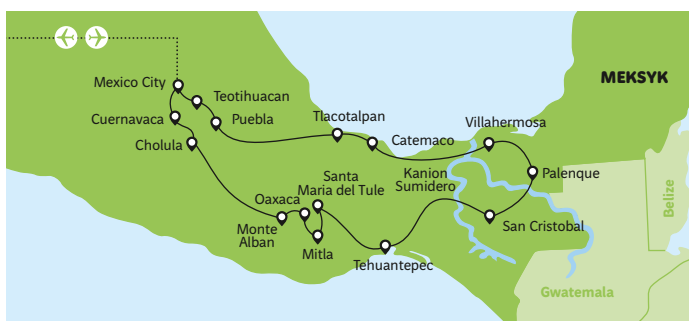 MEKSYK
Mexico City
Teotihuacan
Cuernavaca
Puebla
Cholula
Tlacotalpan
Catemaco
Villahermosa
Kanion
Sumidero
Palenque
Santa
Maria del Tule
Oaxaca
Monte
Alban
Mitla
San Cristobal
Tehuantepec
Belize
Gwatemala